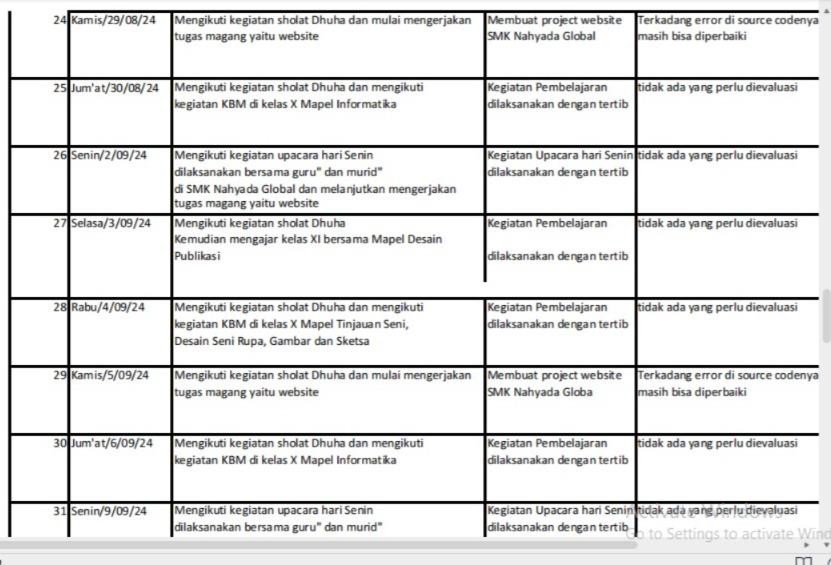 24 Kamis/29/08/24 Mengikuti kegiatan sholat Dhuha dan mulai mengerjakan Membuat project website Terkadang error di source codenya
tugas magang yaitu website SMK Nahyada Global masih bisa diperbaiki
25 Jum'at/30/08/24 Mengikuti kegiatan sholat Dhuha dan mengikuti Kegiatan Pembelajaran tidak ada yang perlu dievaluasi
kegiatan KBM di kelas X Mapel Informatika dilaksanakan dengan tertib
26 Senin/2/09/24 Mengikuti kegiatan upacara hari Senin Kegiatan Upacara hari Senin tidak ada yang perlu dievaluasi
dilaksanakan bersama guru" dan murid" dilaksanakan dengan tertib
di SMK Nahyada Global dan melanjutkan mengerjakan
tugas magang yaitu website
27 Selasa/3/09/24 Mengikuti kegiatan sholat Dhuha Kegiatan Pembelajaran tidak ada yang perlu dievaluasi
Kemudian mengajar kelas XI bersama Mapel Desain
Publikasi dilaksanakan dengan tertib
28 Rabu/4/09/24 Mengikuti kegiatan sholat Dhuha dan mengikuti Kegiatan Pembelajaran tidak ada yang perlu dievaluasi
kegiatan KBM di kelas X Mapel Tinjauan Seni, dilaksanakan dengan tertib
Desain Seni Rupa, Gambar dan Sketsa
29 Kamis/5/09/24 Mengikuti kegiatan sholat Dhuha dan mulai mengerjakan Membuat project website Terkadang error di source codenya
tugas magang yaitu website SMK Nahyada Globa masih bisa diperbaiki
30 Jum'at/6/09/24 Mengikuti kegiatan sholat Dhuha dan mengikuti Kegiatan Pembelajaran tidak ada yang perlu dievaluasi
kegiatan KBM di kelas X Mapel Informatika dilaksanakan dengan tertib
31 Senin/9/09/24 Mengikuti kegiatan upacara hari Senin Kegiatan Upacara hari Senin tidak ada yang perlu dievaluasi
Activate Windows
dilaksanakan bersama guru" dan murid" dilaksanakan dengan tertib
Go to Settings to activate Wind